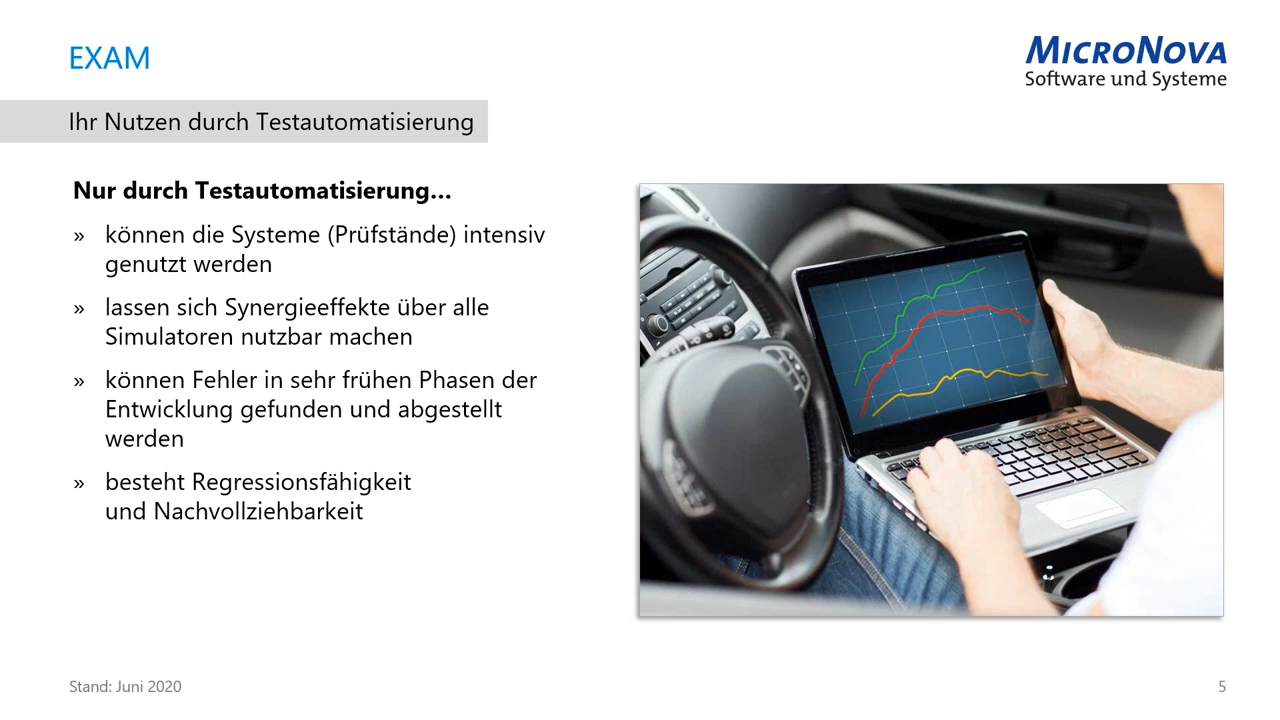 EXAM
MicroNova
Software und Systeme
Ihr Nutzen durch Testautomatisierung
Nur durch Testautomatisierung...
» können die Systeme (Prüfstände) intensiv
genutzt werden
» lassen sich Synergieeffekte über alle
Simulatoren nutzbar machen
» können Fehler in sehr frühen Phasen der
Entwicklung gefunden und abgestellt
werden
» besteht Regressionsfähigkeit
und Nachvollziehbarkeit
Stand: Juni 2020
5